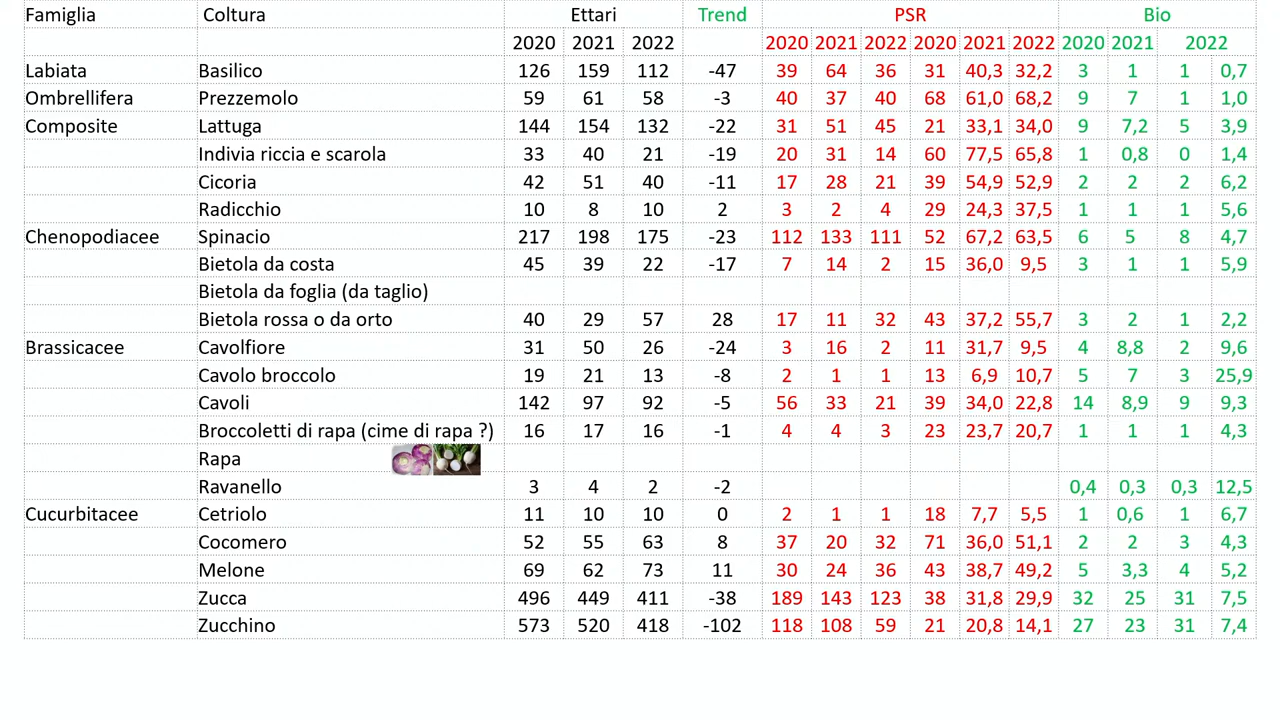 Famiglia Coltura Ettari Trend PSR Bio
2020 2021 2022 2020 2021 2022 2020 2021 2022 2020 2021 2022
Labiata Basilico 126 159 112 -47 39 64 36 31 40,3 32,2 3 1 1 0,7
Ombrellifera Prezzemolo 59 61 58 -3 40 37 40 68 61,0 68,2 9 7 1 1,0
Composite Lattuga 144 154 132 -22 31 51 45 21 33,1 34,0 9 7,2 5 3,9
Indivia riccia e scarola 33 40 21 -19 20 31 14 60 77,5 65,8 1 0,8 0 1,4
Cicoria 42 51 40 -11 17 28 21 39 54,9 52,9 2 2 2 6,2
Radicchio 10 8 10 2 3 2 4 29 24,3 37,5 1 1 1 5,6
Chenopodiacee Spinacio 217 198 175 -23 112 133 111 52 67,2 63,5 6 5 8 4,7
Bietola da costa 45 39 22 -17 7 14 2 15 36,0 9,5 3 1 1 5,9
Bietola da foglia (da taglio)
Bietola rossa o da orto 40 29 57 28 17 11 32 43 37,2 55,7 3 2 1 2,2
Brassicacee Cavolfiore 31 50 26 -24 3 16 2 11 31,7 9,5 4 8,8 2 9,6
Cavolo broccolo 19 21 13 -8 2 1 1 13 6,9 10,7 5 7 3 25,9
Cavoli 142 97 92 -5 56 33 21 39 34,0 22,8 14 8,9 9 9,3
Broccoletti di rapa (cime di rapa ?) 16 17 16 -1 4 4 3 23 23,7 20,7 1 1 1 4,3
Rapa
Ravanello 3 4 2 -2 0,4 0,3 0,3 12,5
Cucurbitacee Cetriolo 11 10 10 0 2 1 1 18 7,7 5,5 1 0,6 1 6,7
Cocomero 52 55 63 8 37 20 32 71 36,0 51,1 2 2 3 4,3
Melone 69 62 73 11 30 24 36 43 38,7 49,2 5 3,3 4 5,2
Zucca 496 449 411 -38 189 143 123 38 31,8 29,9 32 25 31 7,5
Zucchino 573 520 418 -102 118 108 59 21 20,8 14,1 27 23 31 7,4